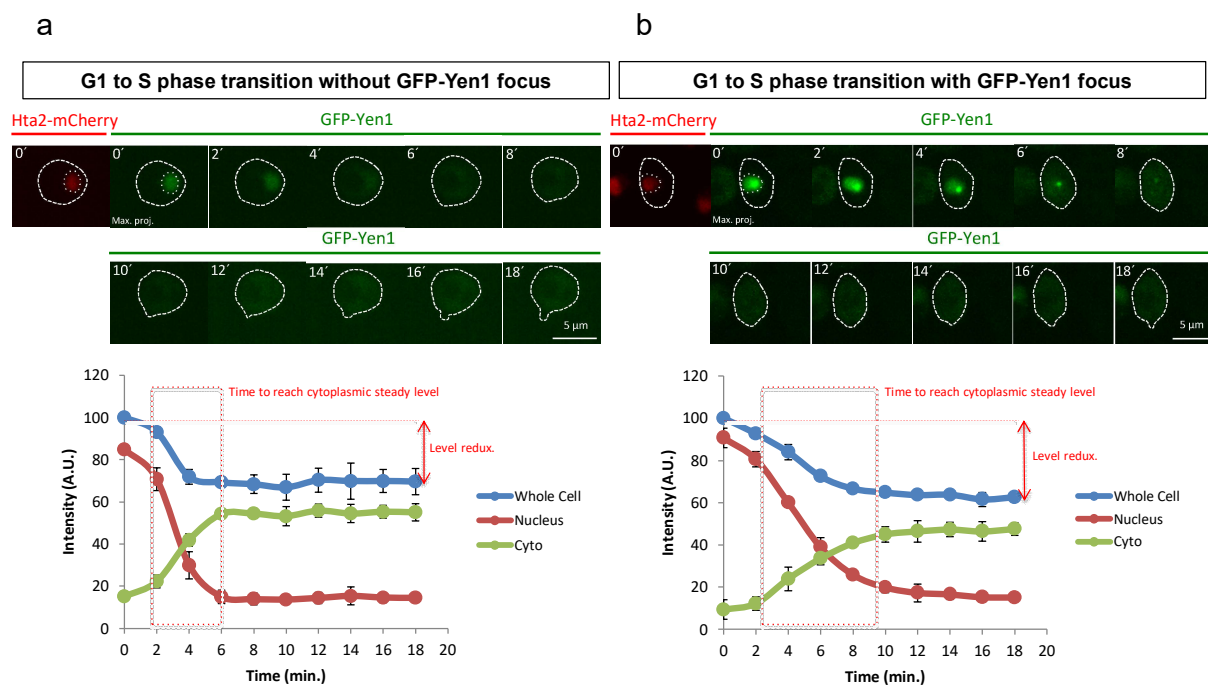 a
G1 to S phase transition without GFP-Yen1 focus
Hta2-mCherry GFP-Yen1
0´ 0´ 2´ 4´ 6´ 8´
Max. proj.
GFP-Yen1
10´ 12´ 14´ 16´ 18´
5 µm
120
100
80
60
40
20
0
Intensity (A.U.)
Time to reach cytoplasmic steady level
Level redux.
Whole Cell
Nucleus
Cyto
0 2 4 6 8 10 12 14 16 18 20
Time (min.)
b
G1 to S phase transition with GFP-Yen1 focus
Hta2-mCherry GFP-Yen1
0´ 0´ 2´ 4´ 6´ 8´
Max. proj.
GFP-Yen1
10´ 12´ 14´ 16´ 18´
5 µm
120
100
80
60
40
20
0
Intensity (A.U.)
Time to reach cytoplasmic steady level
Level redux.
Whole Cell
Nucleus
Cyto
0 2 4 6 8 10 12 14 16 18 20
Time (min.)